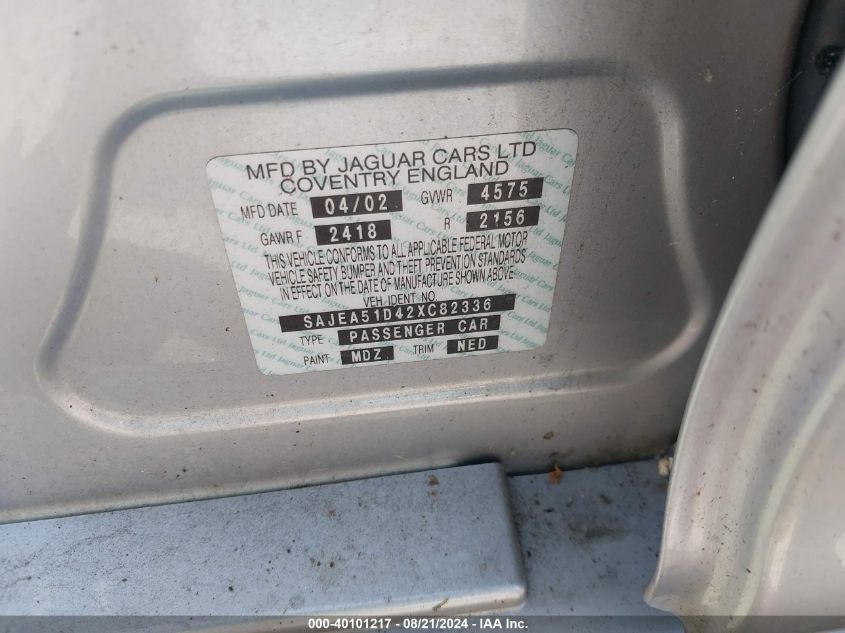 MFD BY JAGUAR CARS LTD
COVENTRY ENGLAND
MFD DATE 04/02 GVWR 4575
GAWR F 2418 R 2156
THIS VEHICLE CONFORMS TO ALL APPLICABLE FEDERAL MOTOR
VEHICLE SAFETY BUMPER AND THEFT PREVENTION STANDARDS
IN EFFECT ON THE DATE OF MANUFACTURE SHOWN ABOVE
VEH IDENT NO.
SAJEA51D42XC82336
TYPE PASSENGER CAR
PAINT MDZ TRIM NED
000-40101217 - 08/21/2024 - IAA Inc.